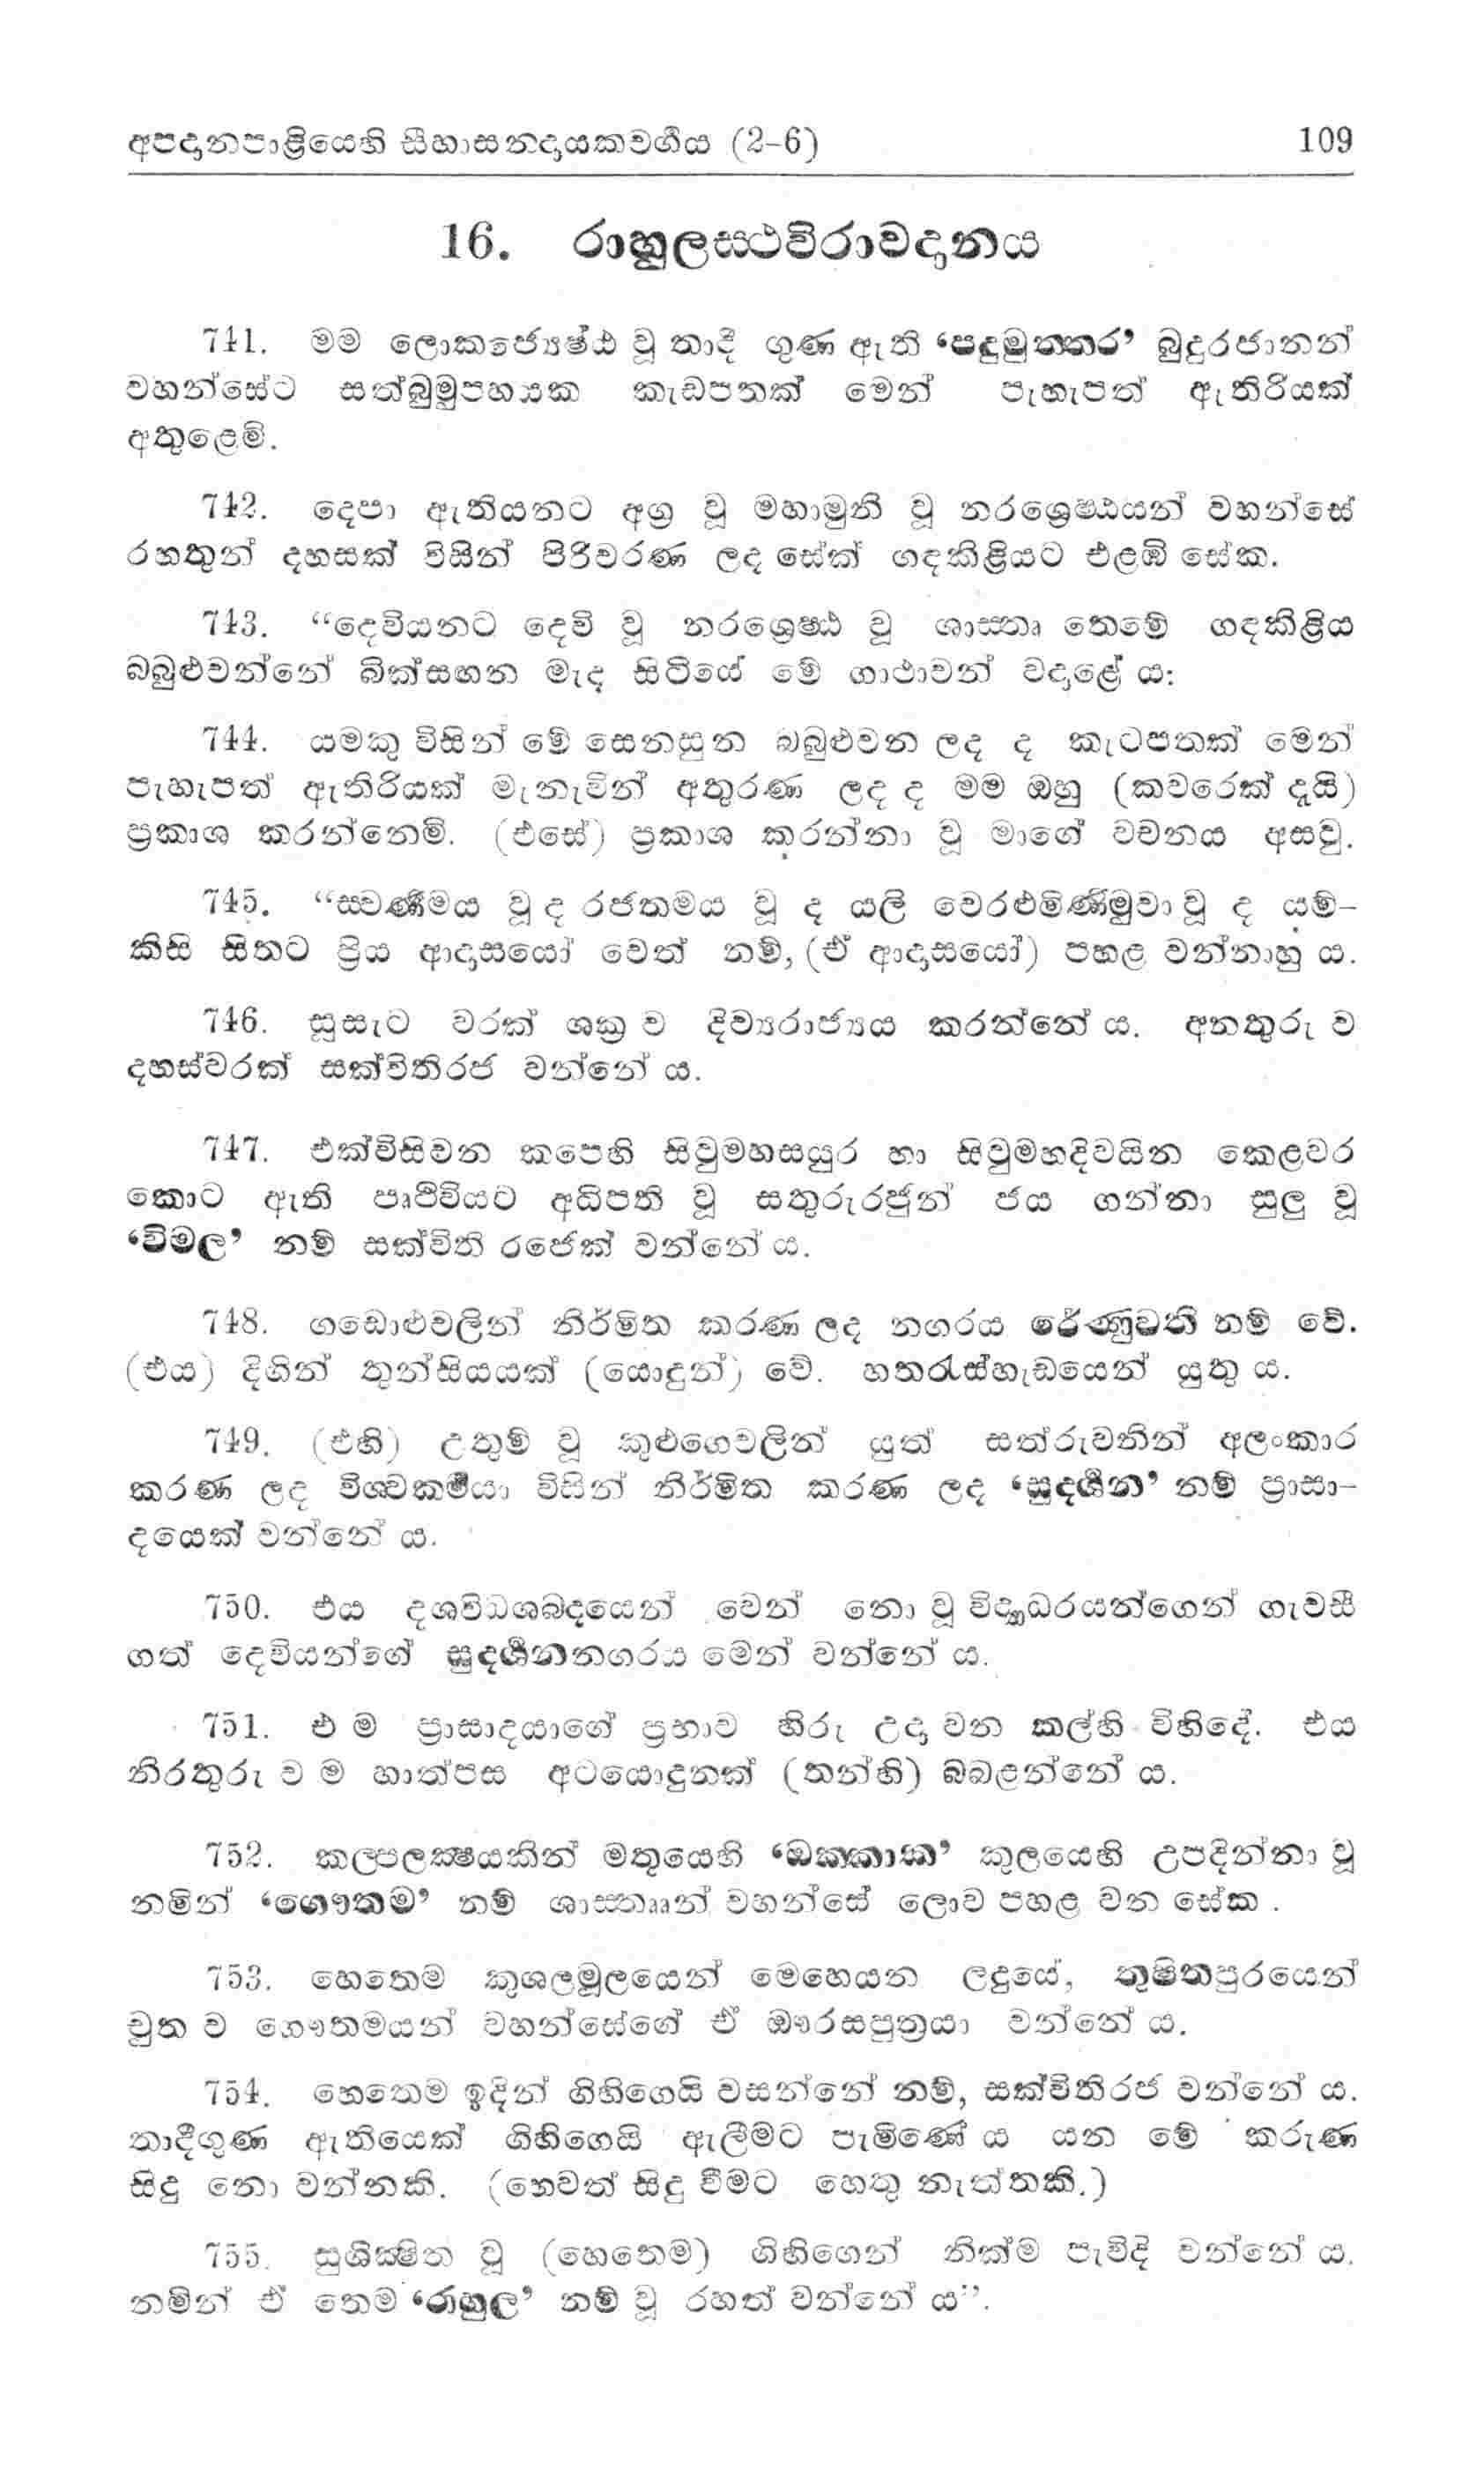 අපදානපාළියෙහි සීහාසනදායකවර්ගය (2-6) 109
16. රාහුලස්ථවිරාවදානය
741. මම ලොකජ්‍යෙෂ්ඨ වූ තාදී ගුණ ඇති ‘පදුමුත්තර’ බුදුරජානන්
වහන්සේට සත්බුමුපහයක කැඩපතක් මෙන් පැහැපත් ඇතිරියක්
අතුළෙමි.
742. දෙපා ඇතියනට අග්‍ර වූ මහාමුනි වූ නරශ්‍රෙෂ්ඨයන් වහන්සේ
රහතුන් දහසක් විසින් පිරිවරණ ලද සේක් ගඳකිළියට එළඹි සේක.
743. “දෙවියනට දෙවි වූ නරශ්‍රෙෂ්ඨ වූ ශාස්තෘ තෙමේ ගඳකිළිය
බබුළුවන්නේ බික්සඟන මැද සිටියේ මේ ගාථාවන් වදාළේ ය:
744. යමකු විසින් මේ සෙනසුන බබුළුවන ලද ද කැටපතක් මෙන්
පැහැපත් ඇතිරියක් මැනැවින් අතුරණ ලද ද මම ඔහු (කවරෙක් දැයි)
ප්‍රකාශ කරන්නෙමි. (එසේ) ප්‍රකාශ කරන්නා වූ මාගේ වචනය අසවු.
745. “ස්වර්ණමය වූ ද රජතමය වූ ද යලි වෙරළුමිණිමුවා වූ ද යම්-
කිසි සිතට ප්‍රිය ආදාසයෝ වෙත් නම්, (ඒ ආදාසයෝ) පහළ වන්නාහු ය.
746. සූසැට වරක් ශක්‍ර ව දිව්‍යරාජ්‍යය කරන්නේ ය. අනතුරු ව
දහස්වරක් සක්විතිරජ වන්නේ ය.
747. එක්විසිවන කපෙහි සිවුමහසයුර හා සිවුමහදිවයින කෙළවර
කොට ඇති පෘථිවියට අධිපති වූ සතුරුරජුන් ජය ගන්නා සුලු වූ
‘විමල’ නම් සක්විති රජෙක් වන්නේ ය.
748. ගඩොළුවලින් නිර්මිත කරණ ලද නගරය රේණුවතී නම් වේ.
(එය) දිගින් තුන්සියයක් (යොදුන්) වේ. හතරැස්හැඩයෙන් යුතු ය.
749. (එහි) උතුම් වූ කූළුගෙවලින් යුත් සත්රුවනින් අලංකාර
කරණ ලද විශ්වකර්මයා විසින් නිර්මිත කරණ ලද ‘සුදර්ශන’ නම් ප්‍රාසා-
දයෙක් වන්නේ ය.
750. එය දශවිධශබ්දයෙන් වෙන් නො වූ විද්‍යාධරයන්ගෙන් ගැවසී
ගත් දෙවියන්ගේ සුදර්ශනනගරය මෙන් වන්නේ ය.
751. එ ම ප්‍රාසාදයාගේ ප්‍රභාව හිරු උදා වන කල්හි විහිදේ. එය
නිරතුරු ව ම හාත්පස අටයොදුනක් (තන්හි) බබළන්නේ ය.
752. කල්පලක්ෂයකින් මතුයෙහි ‘ඔක්කාක’ කුලයෙහි උපදින්නා වූ
නමින් ‘ගෞතම’ නම් ශාස්තෲන් වහන්සේ ලොව පහළ වන සේක .
753. හෙතෙම කුශලමූලයෙන් මෙහෙයන ලදුයේ, තුෂිතපුරයෙන්
චුත ව ගෞතමයන් වහන්සේගේ ඒ ඖරසපුත්‍රයා වන්නේ ය.
754. හෙතෙම ඉදින් ගිහිගෙයි වසන්නේ නම්, සක්විතිරජ වන්නේ ය.
තාදීගුණ ඇතියෙක් ගිහිගෙයි ඇලීමට පැමිණේ ය යන මේ කරුණ
සිදු නො වන්නකි. (හෙවත් සිදු වීමට හෙතු නැත්තකි.)
755. සුශික්ෂිත වූ (හෙතෙම) ගිහිගෙන් නික්ම පැවිදි වන්නේ ය.
නමින් ඒ තෙම ‘රාහුල’ නම් වූ රහත් වන්නේ ය”.